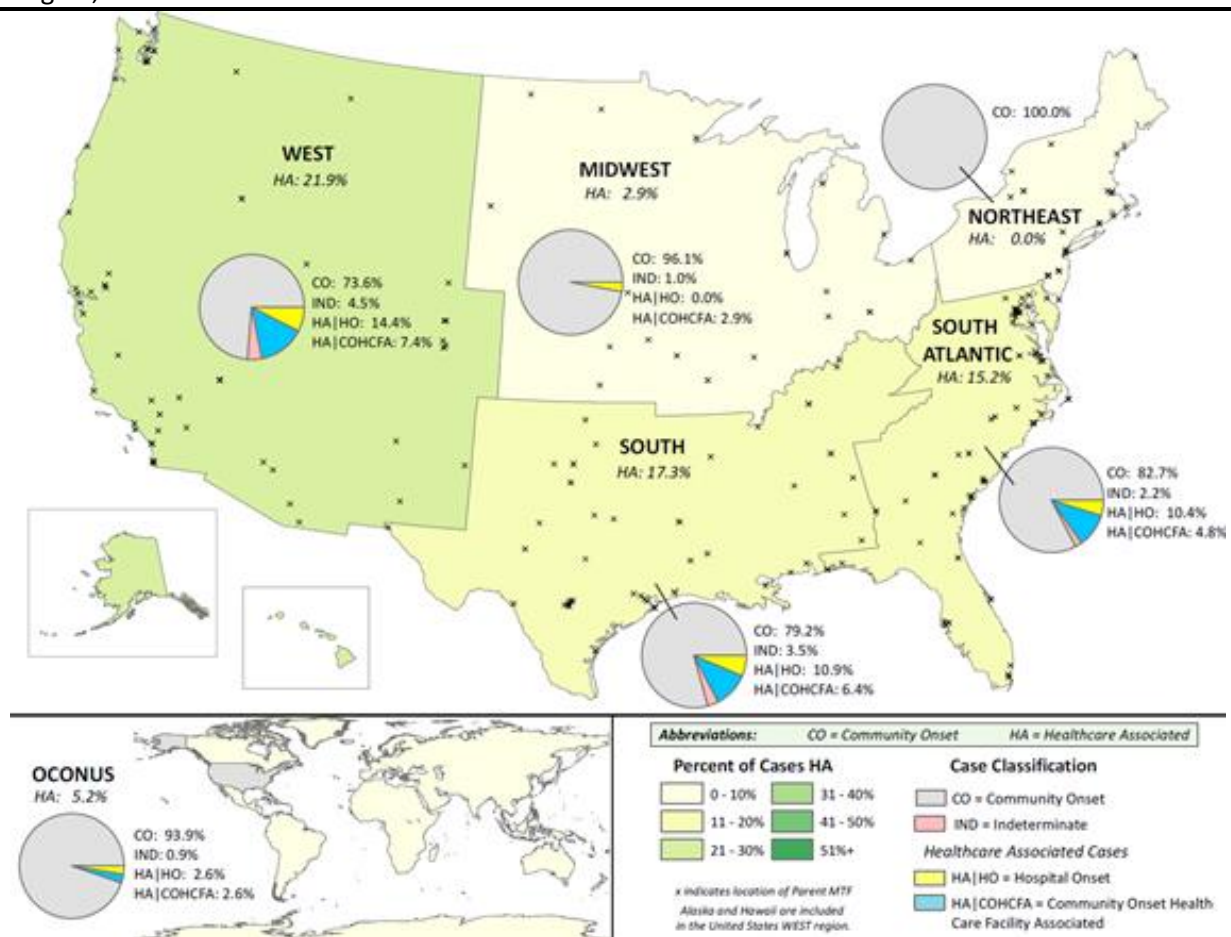 WEST
HA: 21.9%
CO: 73.6%
IND: 4.5%
HA|HO: 14.4%
HA|COHCFA: 7.4%
MIDWEST
HA: 2.9%
CO: 96.1%
IND: 1.0%
HA|HO: 0.0%
HA|COHCFA: 2.9%
CO: 100.0%
NORTHEAST
HA: 0.0%
SOUTH
ATLANTIC
HA: 15.2%
CO: 82.7%
IND: 2.2%
HA|HO: 10.4%
HA|COHCFA: 4.8%
SOUTH
HA: 17.3%
CO: 79.2%
IND: 3.5%
HA|HO: 10.9%
HA|COHCFA: 6.4%
OCONUS
HA: 5.2%
CO: 93.9%
IND: 0.9%
HA|HO: 2.6%
HA|COHCFA: 2.6%
Abbreviations: CO = Community Onset HA = Healthcare Associated
Percent of Cases HA
0 - 10%
11 - 20%
21 - 30%
31 - 40%
41 - 50%
51%+
x indicates location of Parent MTF
Alaska and Hawaii are included
in the United States WEST region.
Case Classification
CO = Community Onset
IND = Indeterminate
Healthcare Associated Cases
HA|HO = Hospital Onset
HA|COHCFA = Community Onset Health
Care Facility Associated